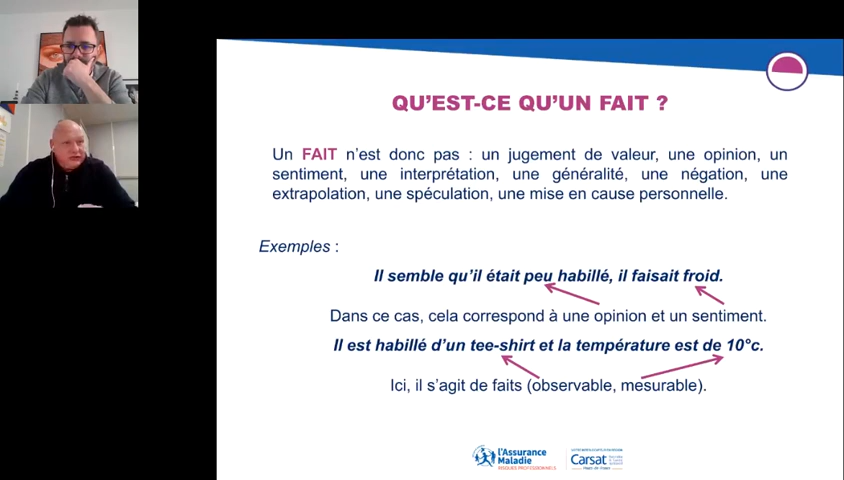 QU'EST-CE QU'UN FAIT ?
Un FAIT n'est donc pas : un jugement de valeur, une opinion, un
sentiment, une interprétation, une généralité, une négation, une
extrapolation, une spéculation, une mise en cause personnelle.
Exemples :
Il semble qu'il était peu habillé, il faisait froid.
Dans ce cas, cela correspond à une opinion et un sentiment.
Il est habillé d'un tee-shirt et la température est de 10°c.
Ici, il s'agit de faits (observable, mesurable).
l'Assurance
Maladie
RISQUES PROFESSIONNELS
Carsat